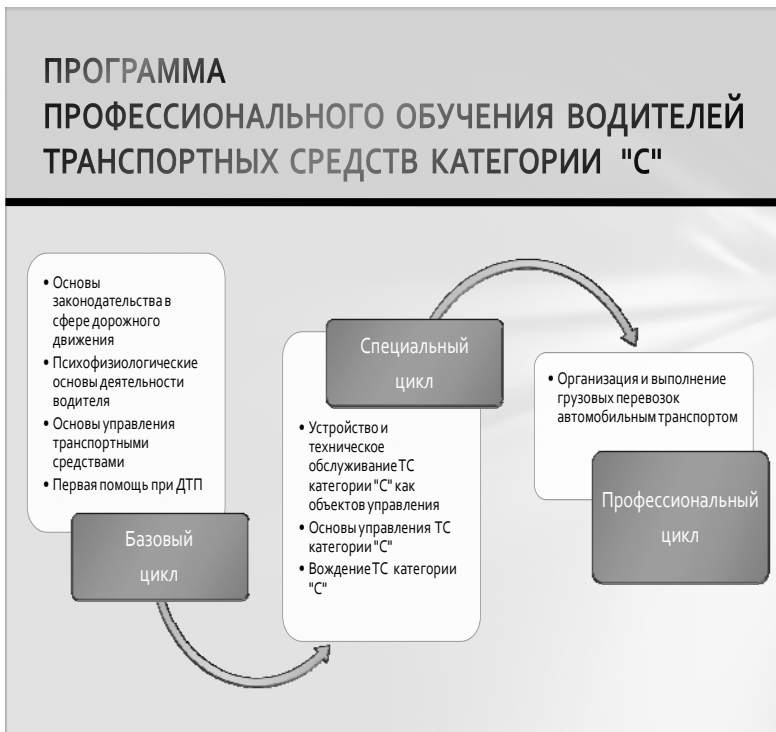 ПРОГРАММА
ПРОФЕССИОНАЛЬНОГО ОБУЧЕНИЯ ВОДИТЕЛЕЙ
ТРАНСПОРТНЫХ СРЕДСТВ КАТЕГОРИИ "С"
• Основы
законодательства в
сфере дорожного
движения
• Психофизиологические
основы деятельности
водителя
• Основы управления
транспортными
средствами
• Первая помощь при ДТП
Базовый
цикл
Специальный
цикл
• Устройство и
техническое
обслуживание ТС
категории "С" как
объектов управления
• Основы управления ТС
категории "С"
• Вождение ТС категории
"С"
• Организация и выполнение
грузовых перевозок
автомобильным транспортом
Профессиональный
цикл